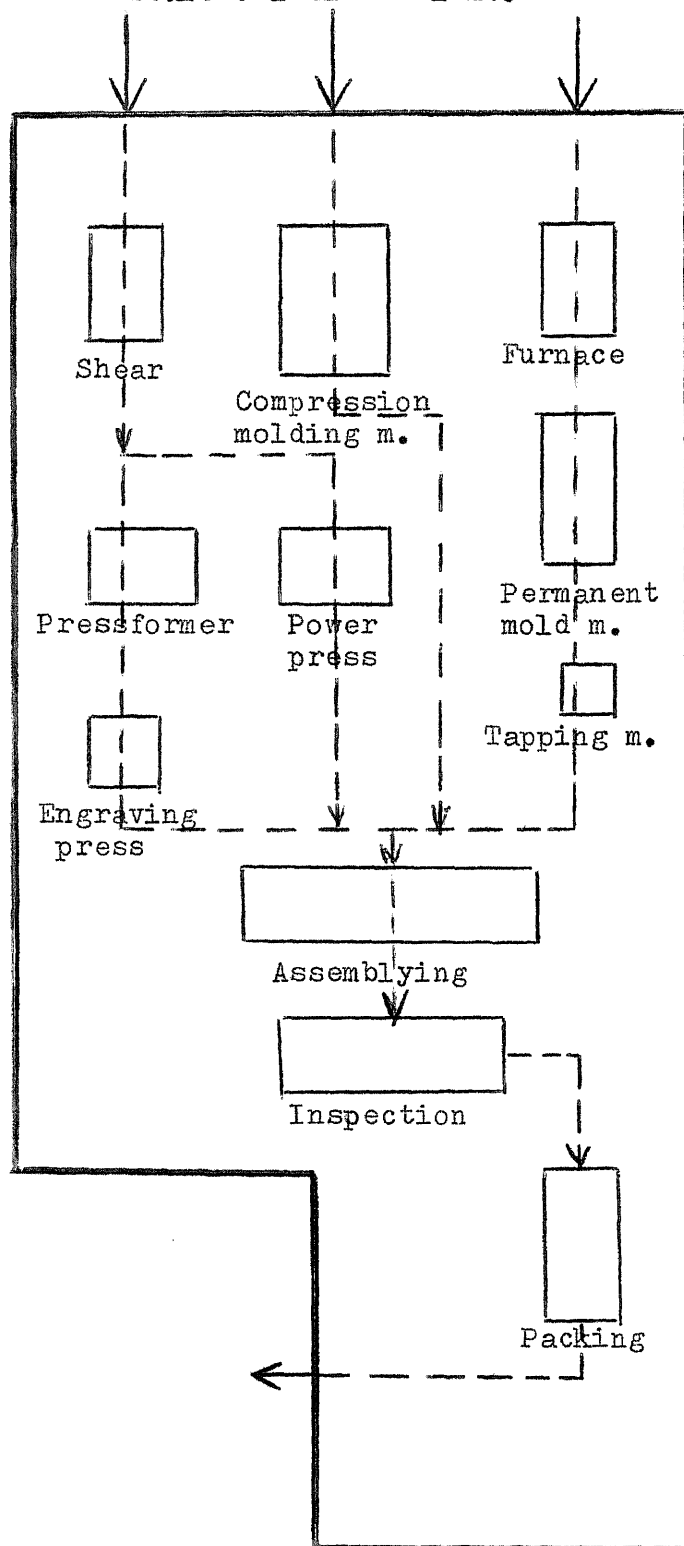 Shear
Furnace
Compression
molding m.
Pressformer
Power
press
Permanent
mold m.
Tapping m.
Engraving
press
Assemblying
Inspection
Packing